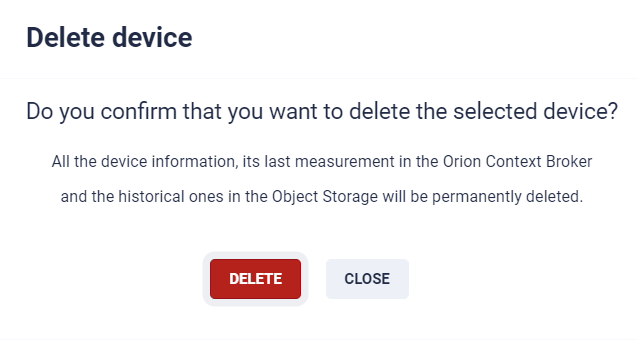 Delete device
Do you confirm that you want to delete the selected device?
All the device information, its last measurement in the Orion Context Broker
and the historical ones in the Object Storage will be permanently deleted.
DELETE
CLOSE